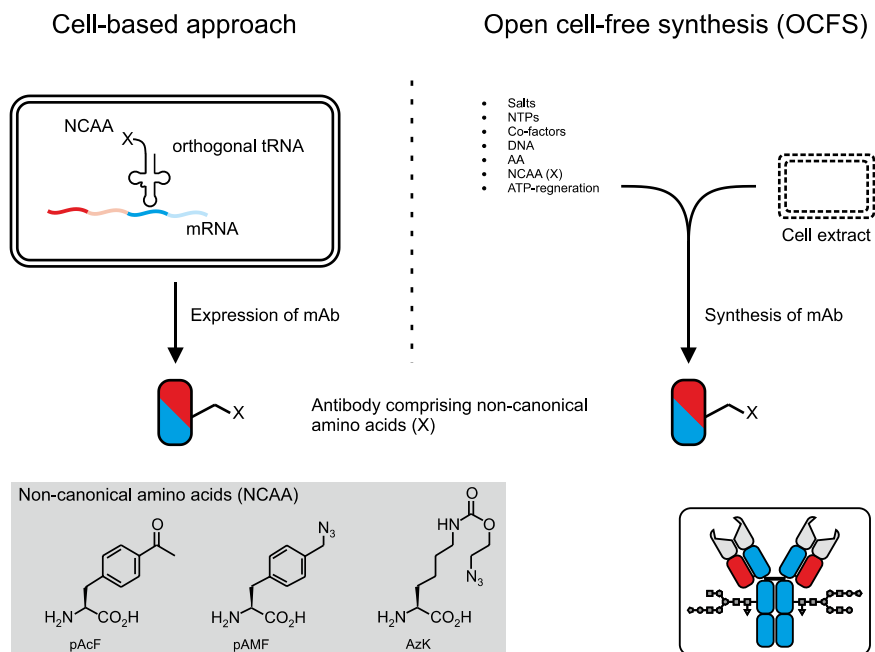 Cell-based approach
Open cell-free synthesis (OCFS)
NCAA
X
orthogonal tRNA
mRNA
• Salts
• NTPs
• Co-factors
• DNA
• AA
• NCAA (X)
• ATP-regneration
Cell extract
Expression of mAb
Synthesis of mAb
X
Antibody comprising non-canonical
amino acids (X)
X
Non-canonical amino acids (NCAA)
O
H₂N
CO₂H
pAcF
N₃
H₂N
CO₂H
pAMF
O
HN
O
N₃
H₂N
CO₂H
AzK